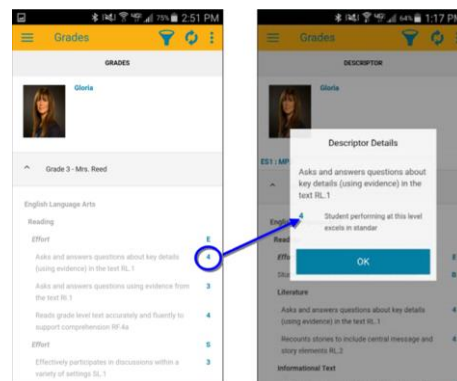 75% 2:51 PM
Grades
GRADES
Gloria
Grade 3 - Mrs. Reed
English Language Arts
Reading
Effort E
Asks and answers questions about key details 4
(using evidence) in the text RL.1
Asks and answers questions using evidence from 3
the text RI.1
Reads grade level text accurately and fluently to 4
support comprehension RF.4a
Effort S
Effectively participates in discussions within a 3
variety of settings SL.1
64% 1:17 PM
Grades
DESCRIPTOR
Gloria
ES1 : MP
Descriptor Details
Asks and answers questions about
key details (using evidence) in the
text RL.1
4 Student performing at this level
excels in standar
OK
Literature
Asks and answers questions about key details 4
(using evidence) in the text RL.1
Recounts stories to include central message and 4
story elements RL.2
Informational Text